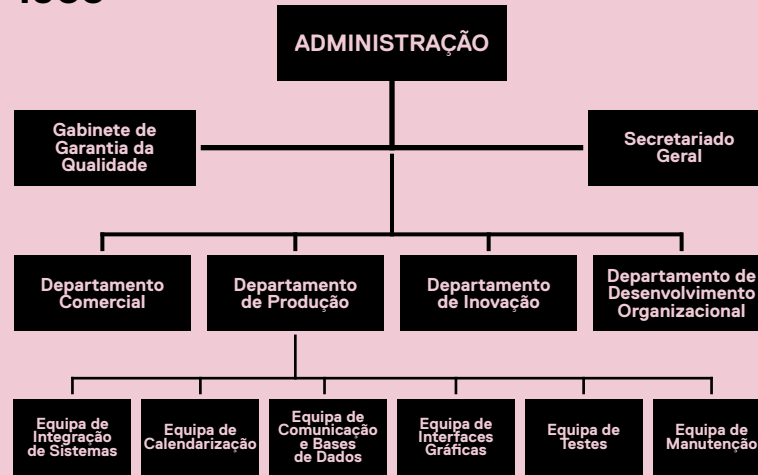 ADMINISTRAÇÃO
Gabinete de
Garantia da
Qualidade
Secretariado
Geral
Departamento
Comercial
Departamento
de Produção
Departamento
de Inovação
Departamento de
Desenvolvimento
Organizacional
Equipa de
Integração
de Sistemas
Equipa de
Calendarização
Equipa de
Comunicação
e Bases
de Dados
Equipa de
Interfaces
Gráficas
Equipa de
Testes
Equipa de
Manutenção